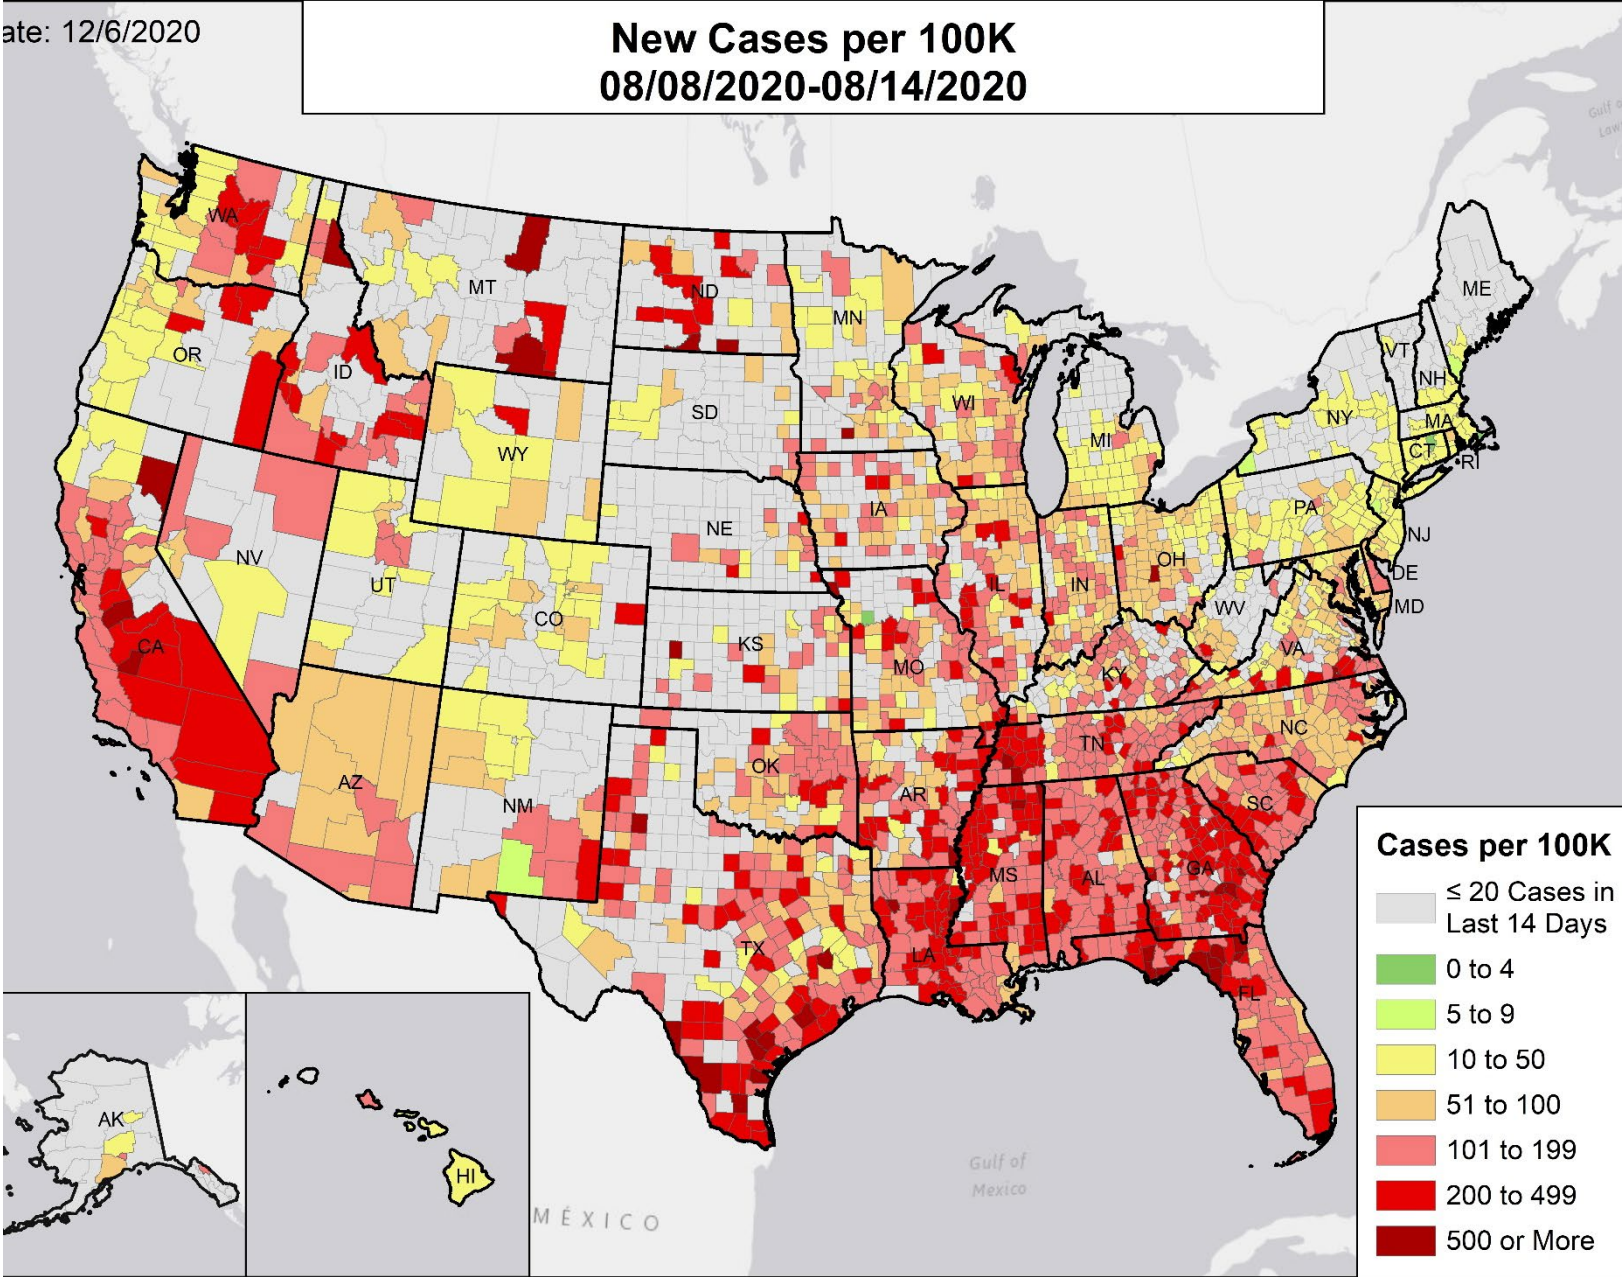 ate: 12/6/2020
New Cases per 100K
08/08/2020-08/14/2020
Gulf o
Law
WA
MT
ND
MN
ME
OR
ID
SD
WI
MI
VT
NH
NY
MA
CT
RI
WY
NE
IA
PA
NJ
NV
UT
CO
KS
MO
IL
IN
OH
WV
DE
MD
VA
CA
KY
AZ
NM
OK
AR
TN
NC
SC
TX
LA
MS
AL
GA
FL
AK
HI
MÉXICO
Gulf of
Mexico
Cases per 100K
≤ 20 Cases in
Last 14 Days
0 to 4
5 to 9
10 to 50
51 to 100
101 to 199
200 to 499
500 or More